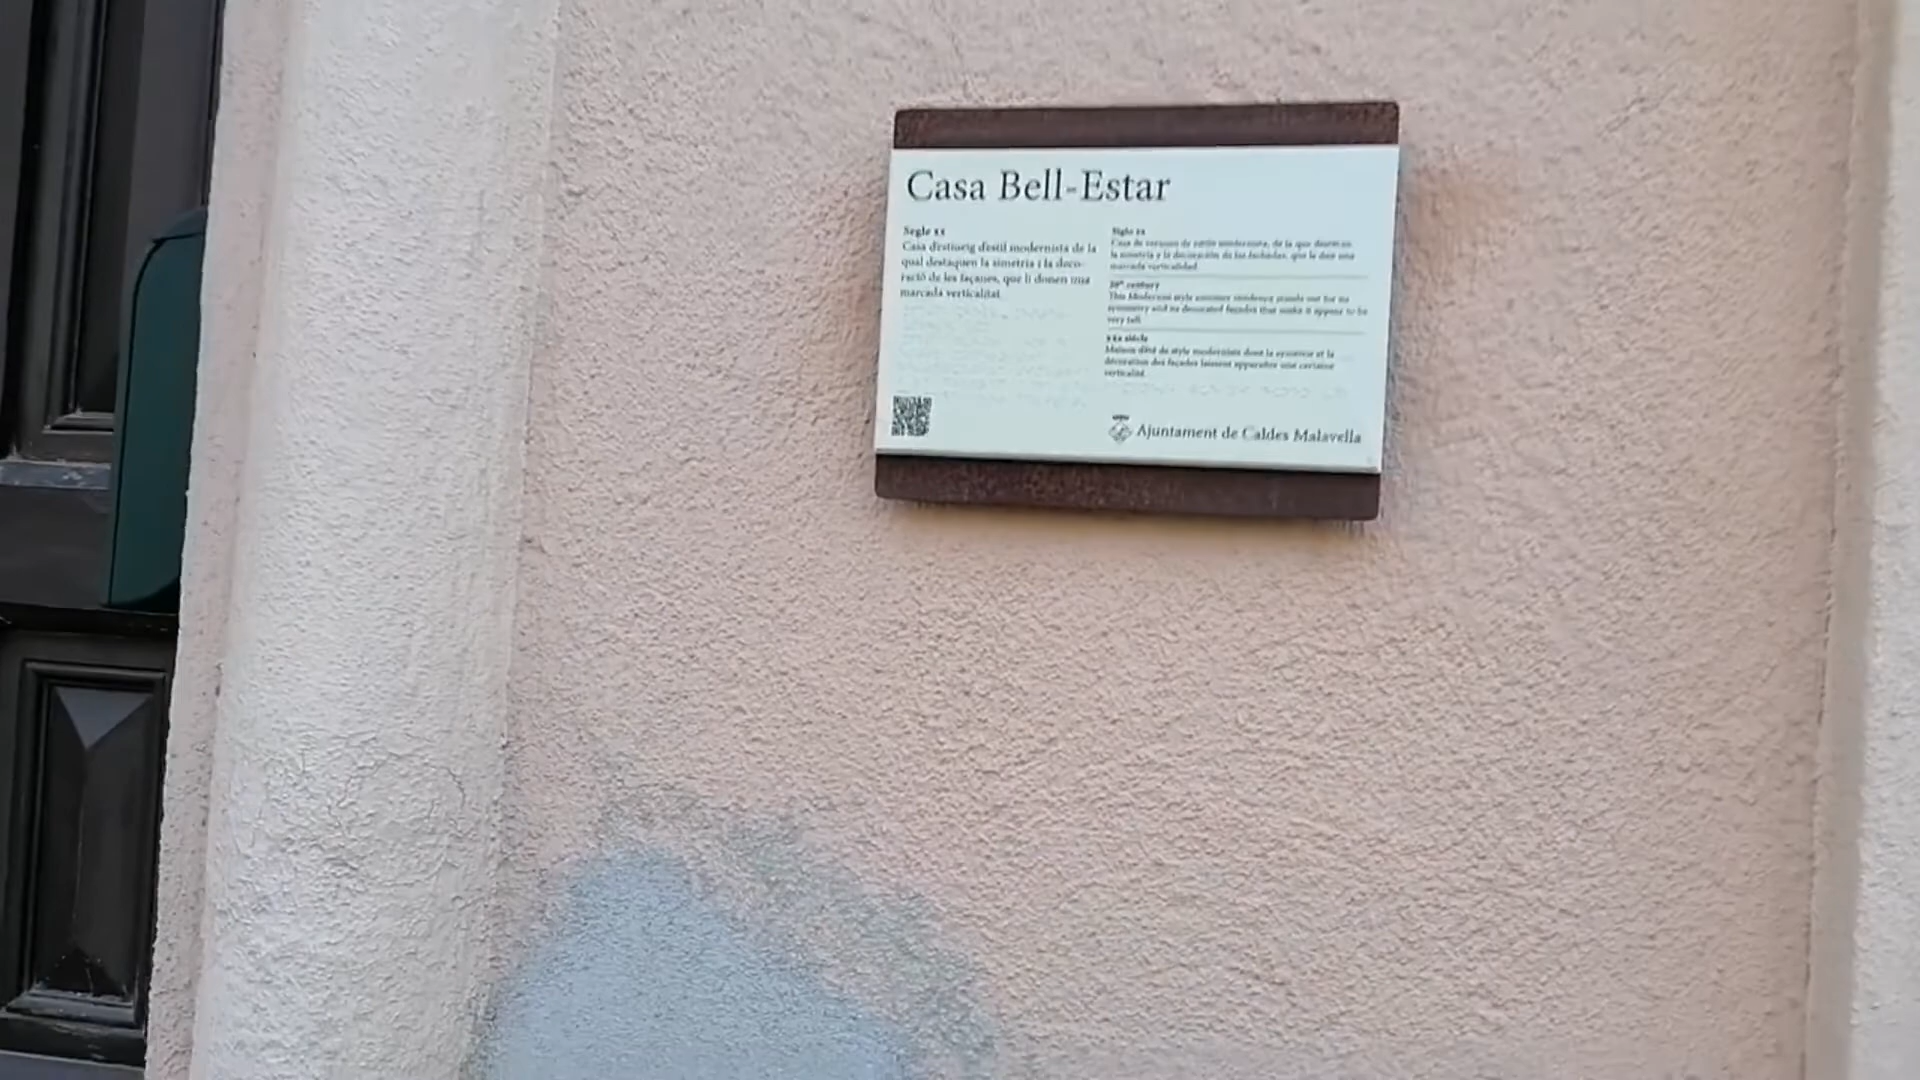 Casa Bell-Estar
Segle XX
Casa d'estiueig d'estil modernista de la
qual destaquen la simetria i la deco-
ració de les façanes, que li donen una
marcada verticalitat.
Siglo XX
Casa de veraneo de estilo modernista, de la que destacan
la simetría y la decoración de las fachadas, que le dan una
marcada verticalidad.
20th century
This Modernist style summer residence stands out for its
symmetry and its decorated façades that make it appear to be
very tall.
XXe siècle
Maison d'été de style moderniste dont la symétrie et la
décoration des façades laissent apparaître une certaine
verticalité.
Ajuntament de Caldes Malavella